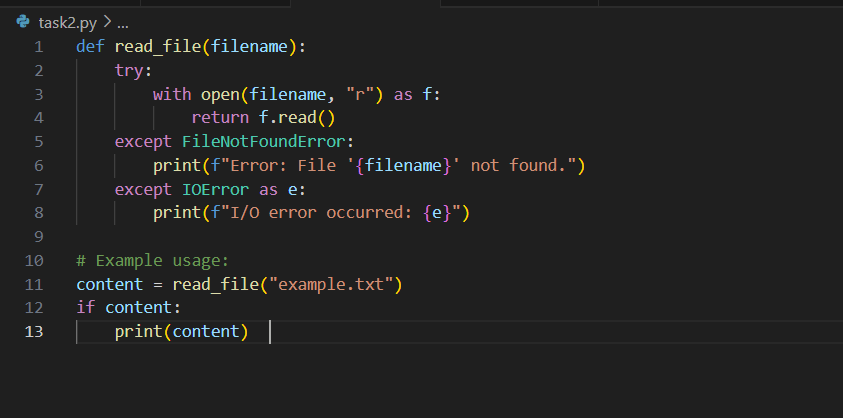 task2.py > ...
1 def read_file(filename):
2     try:
3         with open(filename, "r") as f:
4             return f.read()
5     except FileNotFoundError:
6         print(f"Error: File '{filename}' not found.")
7     except IOError as e:
8         print(f"I/O error occurred: {e}")
9
10 # Example usage:
11 content = read_file("example.txt")
12 if content:
13     print(content)